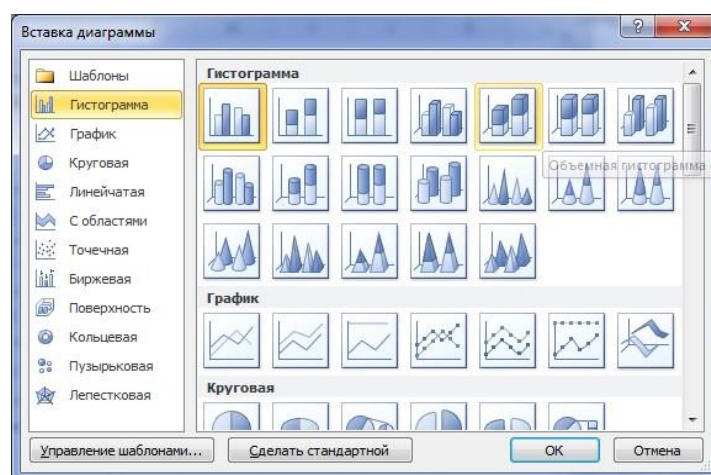 Вставка диаграммы
Шаблоны
Гистограмма
График
Круговая
Линейчатая
С областями
Точечная
Биржевая
Поверхность
Кольцевая
Пузырьковая
Лепестковая
Гистограмма
Объемная гистограмма
График
Круговая
Управление шаблонами...
Сделать стандартной
ОК
Отмена